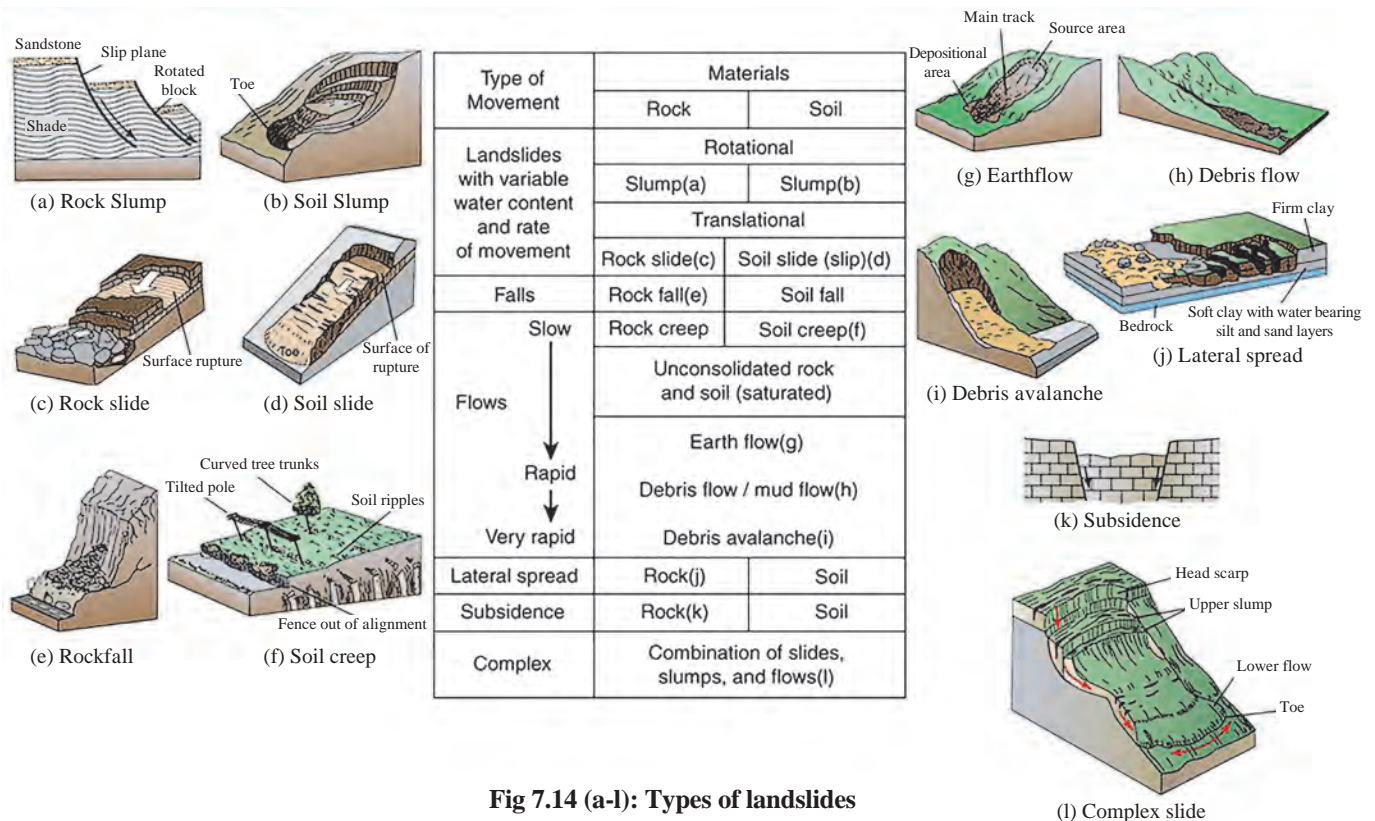 Sandstone
Slip plane
Rotated
block
Shade
(a) Rock Slump
Toe
(b) Soil Slump
Surface rupture
(c) Rock slide
Too
Surface of
rupture
(d) Soil slide
(e) Rockfall
Curved tree trunks
Tilted pole
Soil ripples
Fence out of alignment
(f) Soil creep
Type of
Movement
Materials
Rock
Soil
Landslides
with variable
water content
and rate
of movement
Rotational
Slump(a)
Slump(b)
Translational
Rock slide(c)
Soil slide (slip)(d)
Falls
Rock fall(e)
Soil fall
Flows
Slow
Rapid
Very rapid
Rock creep
Soil creep(f)
Unconsolidated rock
and soil (saturated)
Earth flow(g)
Debris flow / mud flow(h)
Debris avalanche(i)
Lateral spread
Rock(j)
Soil
Subsidence
Rock(k)
Soil
Complex
Combination of slides,
slumps, and flows(l)
Main track
Source area
Depositional
area
(g) Earthflow
(h) Debris flow
(i) Debris avalanche
Firm clay
Bedrock
Soft clay with water bearing
silt and sand layers
(j) Lateral spread
(k) Subsidence
Head scarp
Upper slump
Lower flow
Toe
(l) Complex slide
Fig 7.14 (a-l): Types of landslides